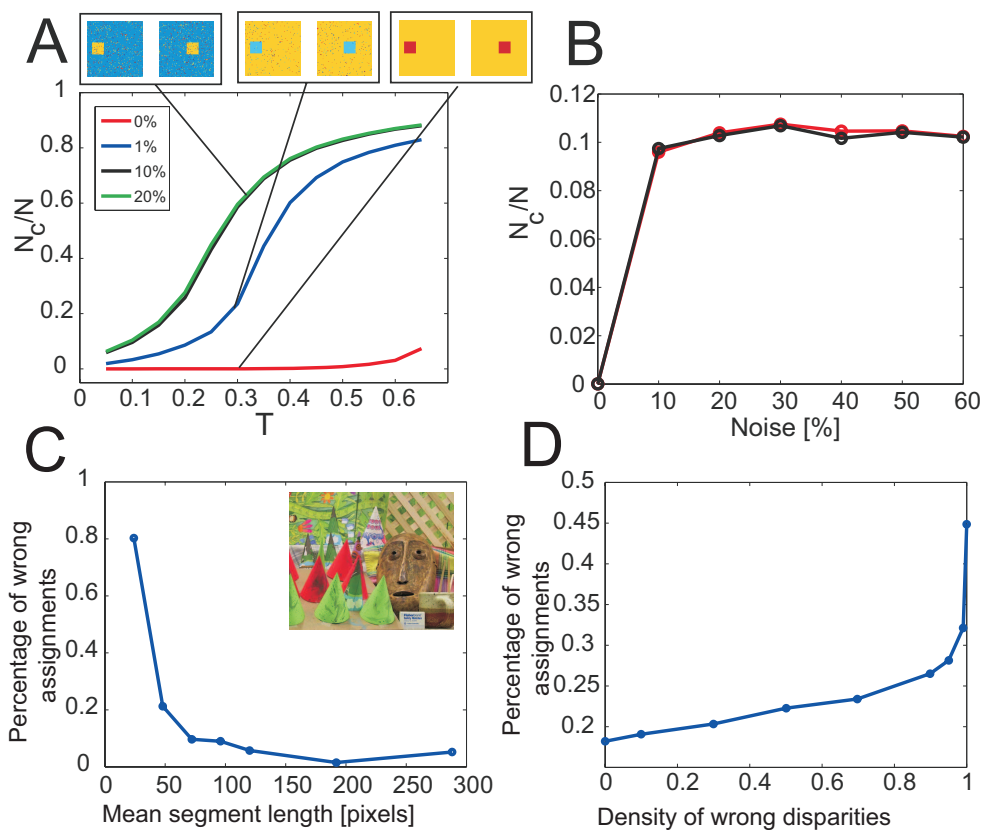 A
B
1
0.8
0.6
0.4
0.2
0
N_c/N
0%
1%
10%
20%
0 0.1 0.2 0.3 0.4 0.5 0.6
T
0.12
0.1
0.08
0.06
0.04
0.02
0
N_c/N
0 10 20 30 40 50 60
Noise [%]
C
D
1
0.8
0.6
0.4
0.2
0
Percentage of wrong
assignments
0 50 100 150 200 250 300
Mean segment length [pixels]
0.5
0.45
0.4
0.35
0.3
0.25
0.2
Percentage of wrong
assignments
0 0.2 0.4 0.6 0.8 1
Density of wrong disparities